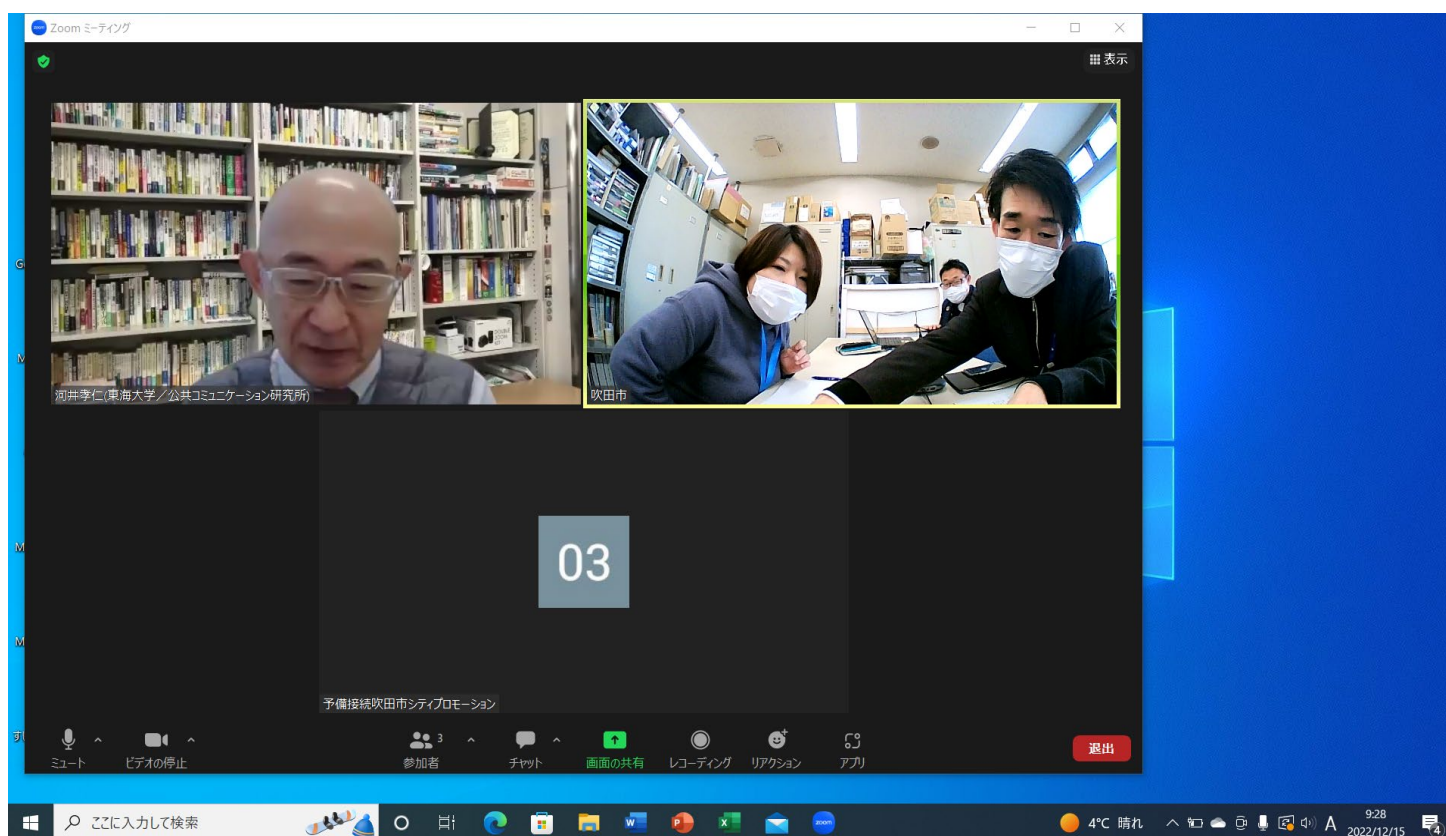 Zoom ミーティング
表示
河井孝仁(東海大学／公共コミュニケーション研究所)
吹田市
03
予備接続吹田市シティプロモーション
ミュート
ビデオの停止
3
参加者
チャット
画面の共有
レコーディング
リアクション
アプリ
退出
ここに入力して検索
4°C 晴れ
A
9:28
2022/12/15